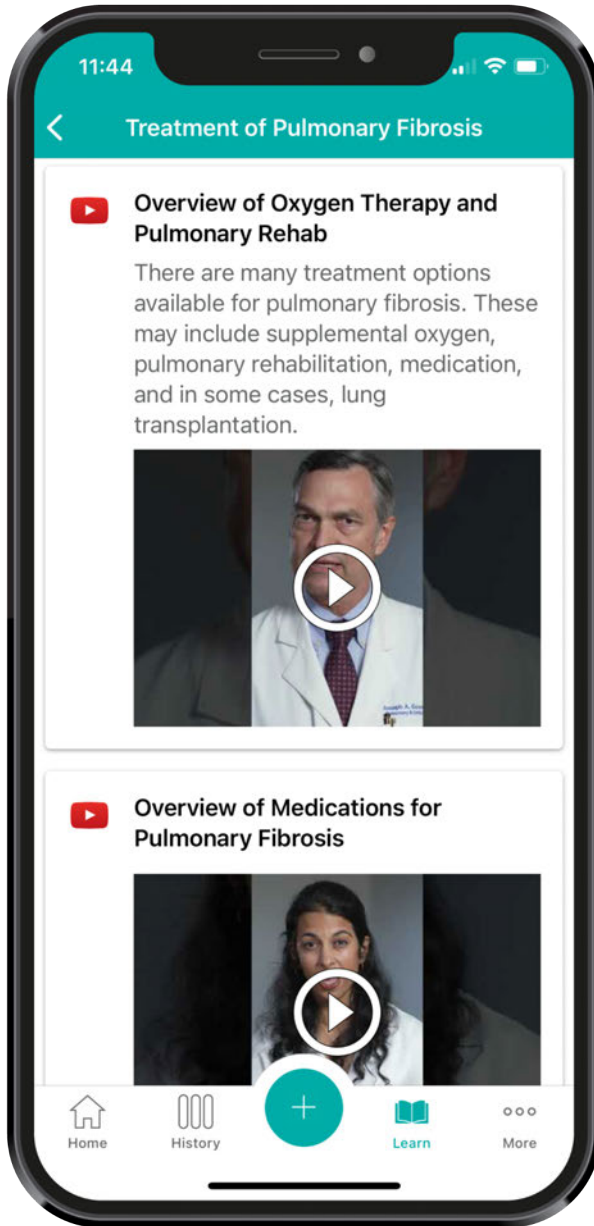 11:44
Treatment of Pulmonary Fibrosis
Overview of Oxygen Therapy and
Pulmonary Rehab
There are many treatment options
available for pulmonary fibrosis. These
may include supplemental oxygen,
pulmonary rehabilitation, medication,
and in some cases, lung
transplantation.
Joseph A.
Overview of Medications for
Pulmonary Fibrosis
Home
History
Learn
More